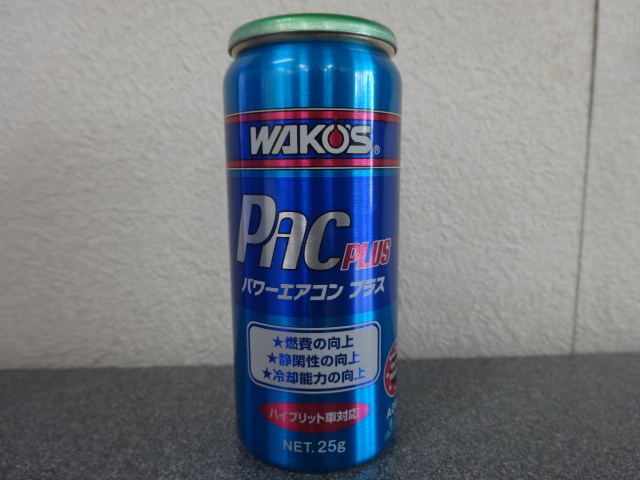 WAKO'S®
PAC PLUS
パワーエアコン プラス
★燃費の向上
★静閑性の向上
★冷却能力の向上
ハイブリット車対応
NET. 25g